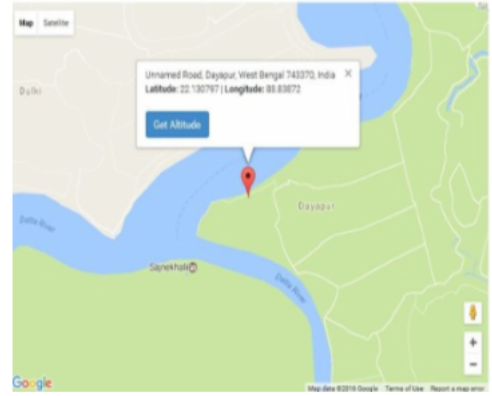 Map Satellite
Unnamed Road, Dayapur, West Bengal 743370, India ×
Latitude: 22.130797 | Longitude: 88.83872
Get Altitude
Dulki
Dayapur
Datta River
Sajnekhali
Datta River
+
−
Google
Map data ©2016 Google Terms of Use Report a map error